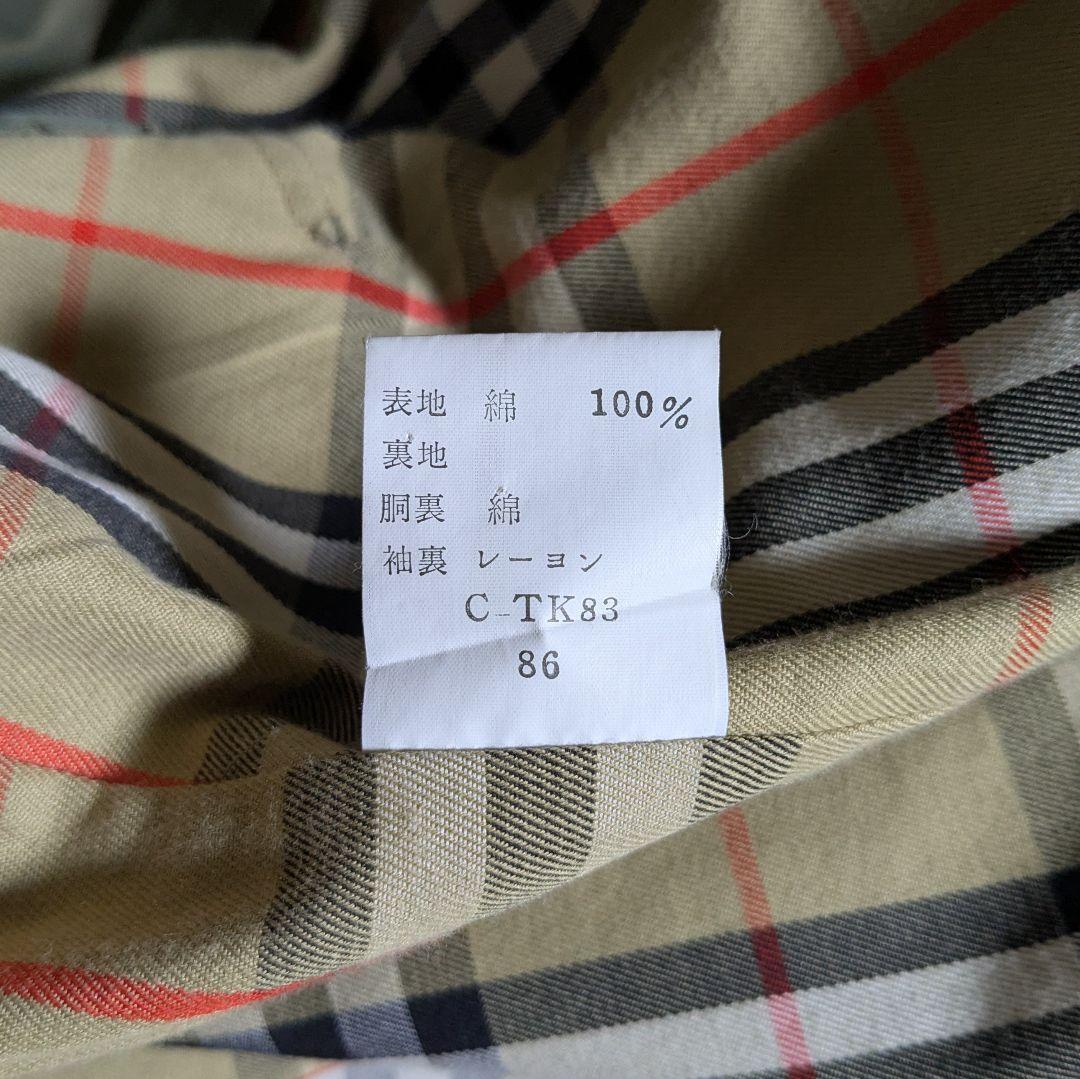 表地 綿 100%
裏地
胴裏 綿
袖裏 レーヨン
C-TK83
86